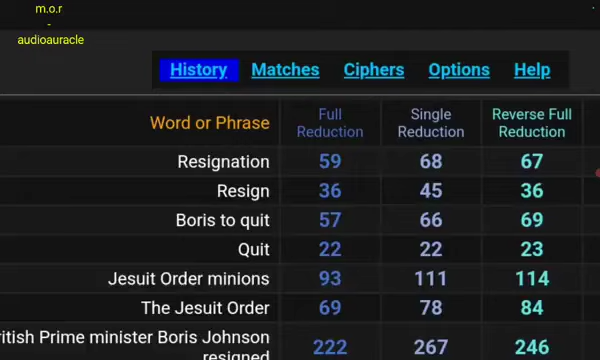 m.o.r
-
audioauracle
History Matches Ciphers Options Help
Word or Phrase Full Reduction Single Reduction Reverse Full Reduction
Resignation 59 68 67
Resign 36 45 36
Boris to quit 57 66 69
Quit 22 22 23
Jesuit Order minions 93 111 114
The Jesuit Order 69 78 84
ritish Prime minister Boris Johnson
resigned 222 267 246